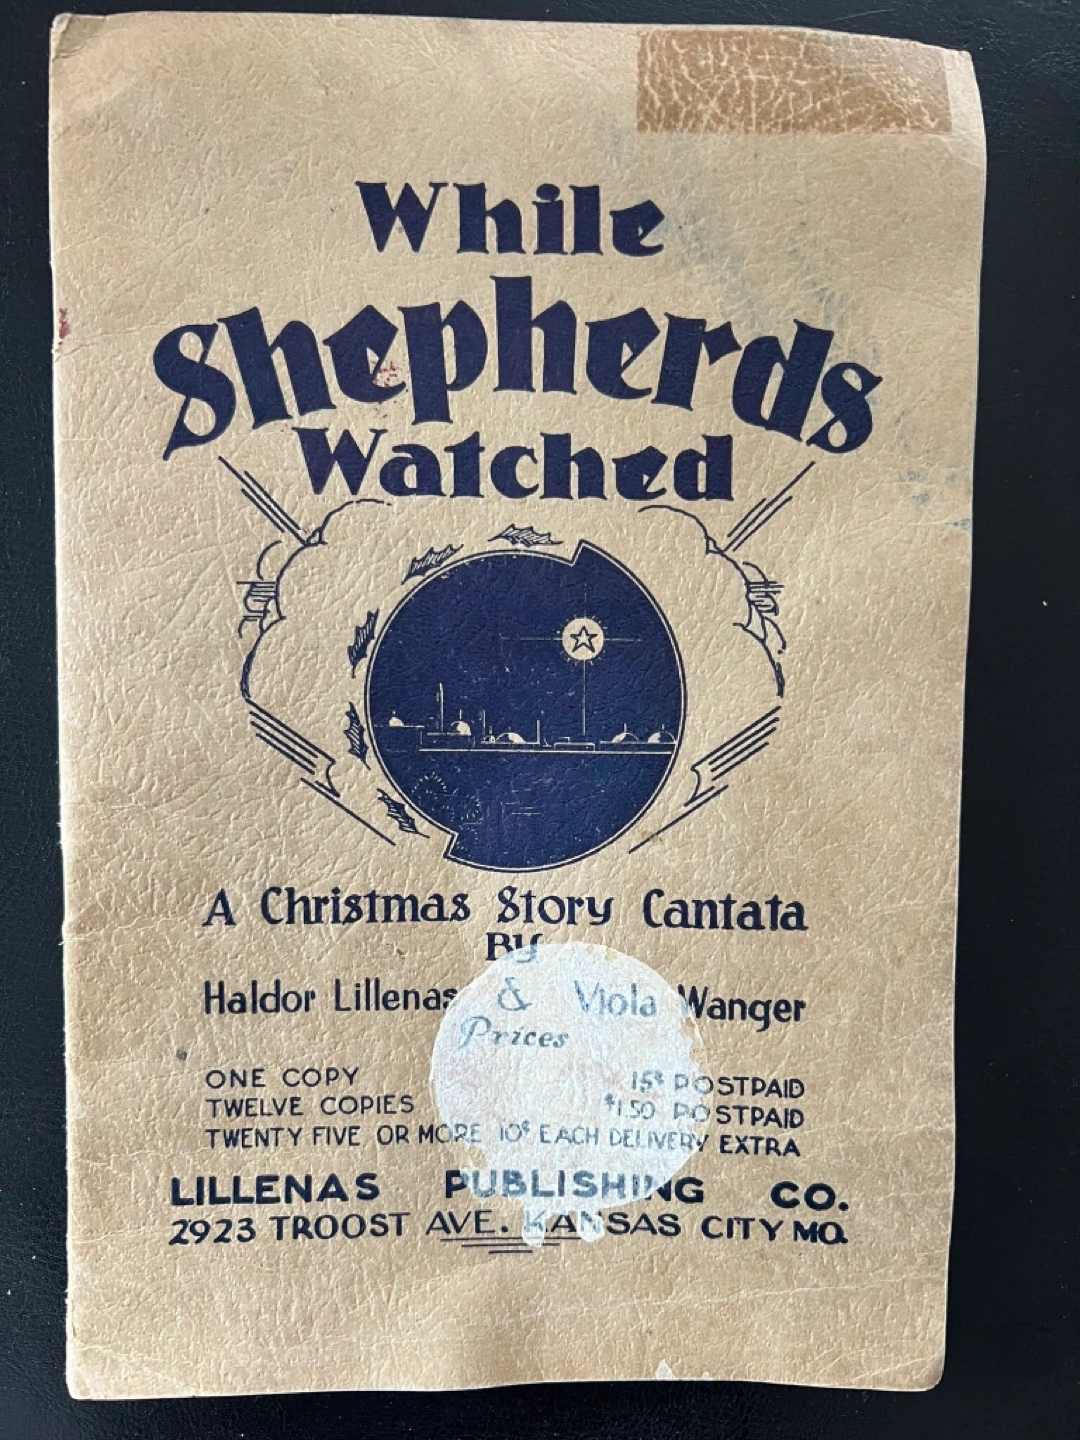 While
Shepherds
Watched
A Christmas Story Cantata
By
Haldor Lillenas & Viola Wanger
Prices
ONE COPY 15¢ POSTPAID
TWELVE COPIES $1.50 POSTPAID
TWENTY FIVE OR MORE 10¢ EACH DELIVERY EXTRA
LILLENAS PUBLISHING CO.
2923 TROOST AVE. KANSAS CITY MO.